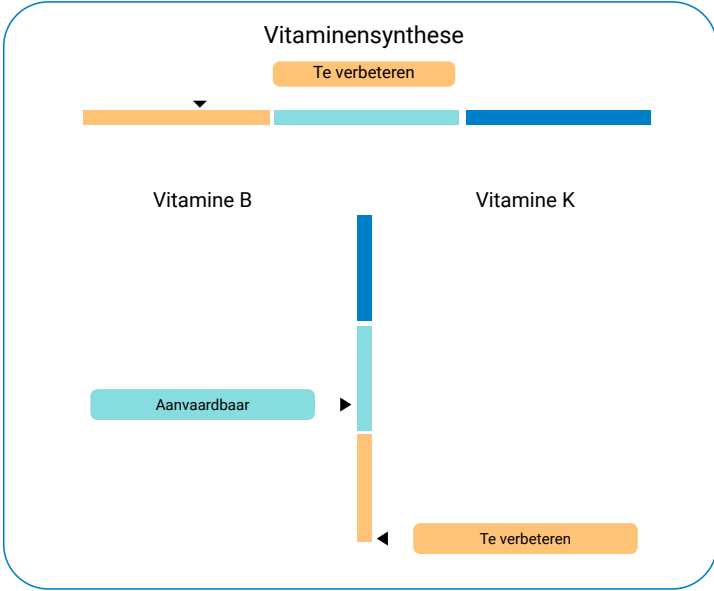 Vitaminensynthese
Te verbeteren
Vitamine B
Vitamine K
Aanvaardbaar
Te verbeteren